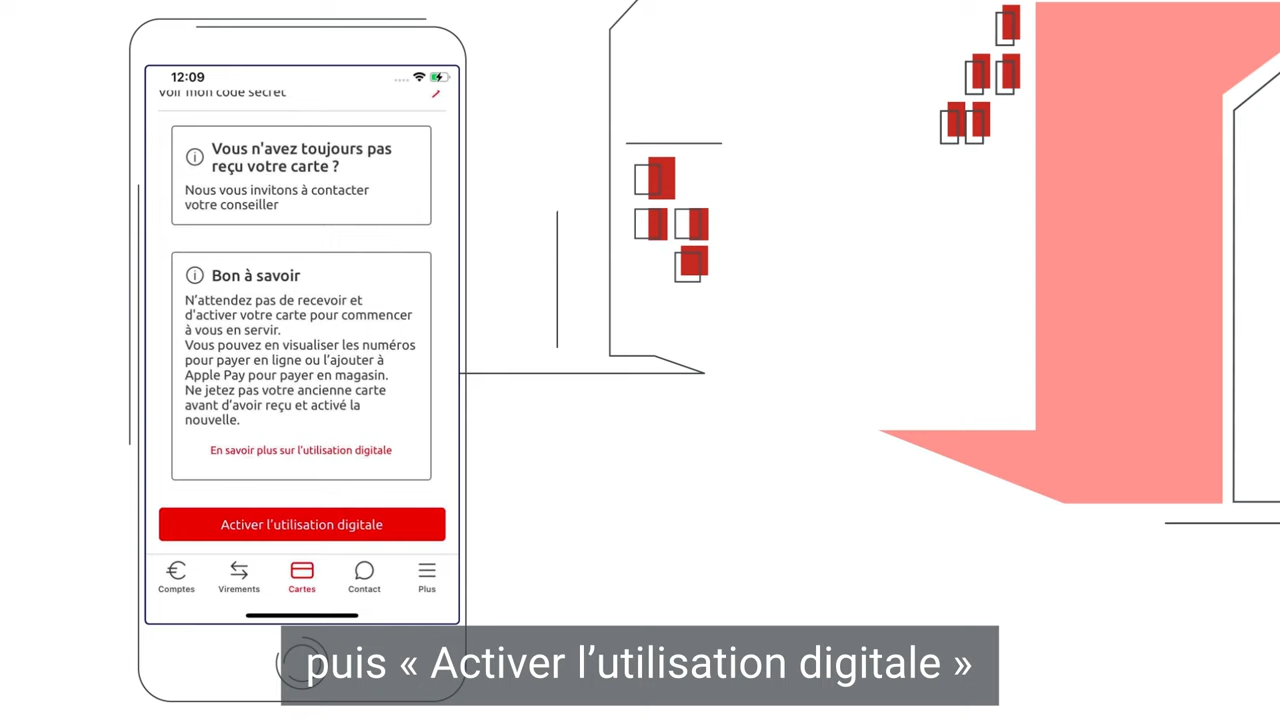 12:09
Voir mon code secret
Vous n'avez toujours pas
reçu votre carte ?
Nous vous invitons à contacter
votre conseiller
Bon à savoir
N'attendez pas de recevoir et
d'activer votre carte pour commencer
à vous en servir.
Vous pouvez en visualiser les numéros
pour payer en ligne ou l'ajouter à
Apple Pay pour payer en magasin.
Ne jetez pas votre ancienne carte
avant d'avoir reçu et activé la
nouvelle.
En savoir plus sur l'utilisation digitale
Activer l'utilisation digitale
Comptes Virements Cartes Contact Plus
puis « Activer l’utilisation digitale »